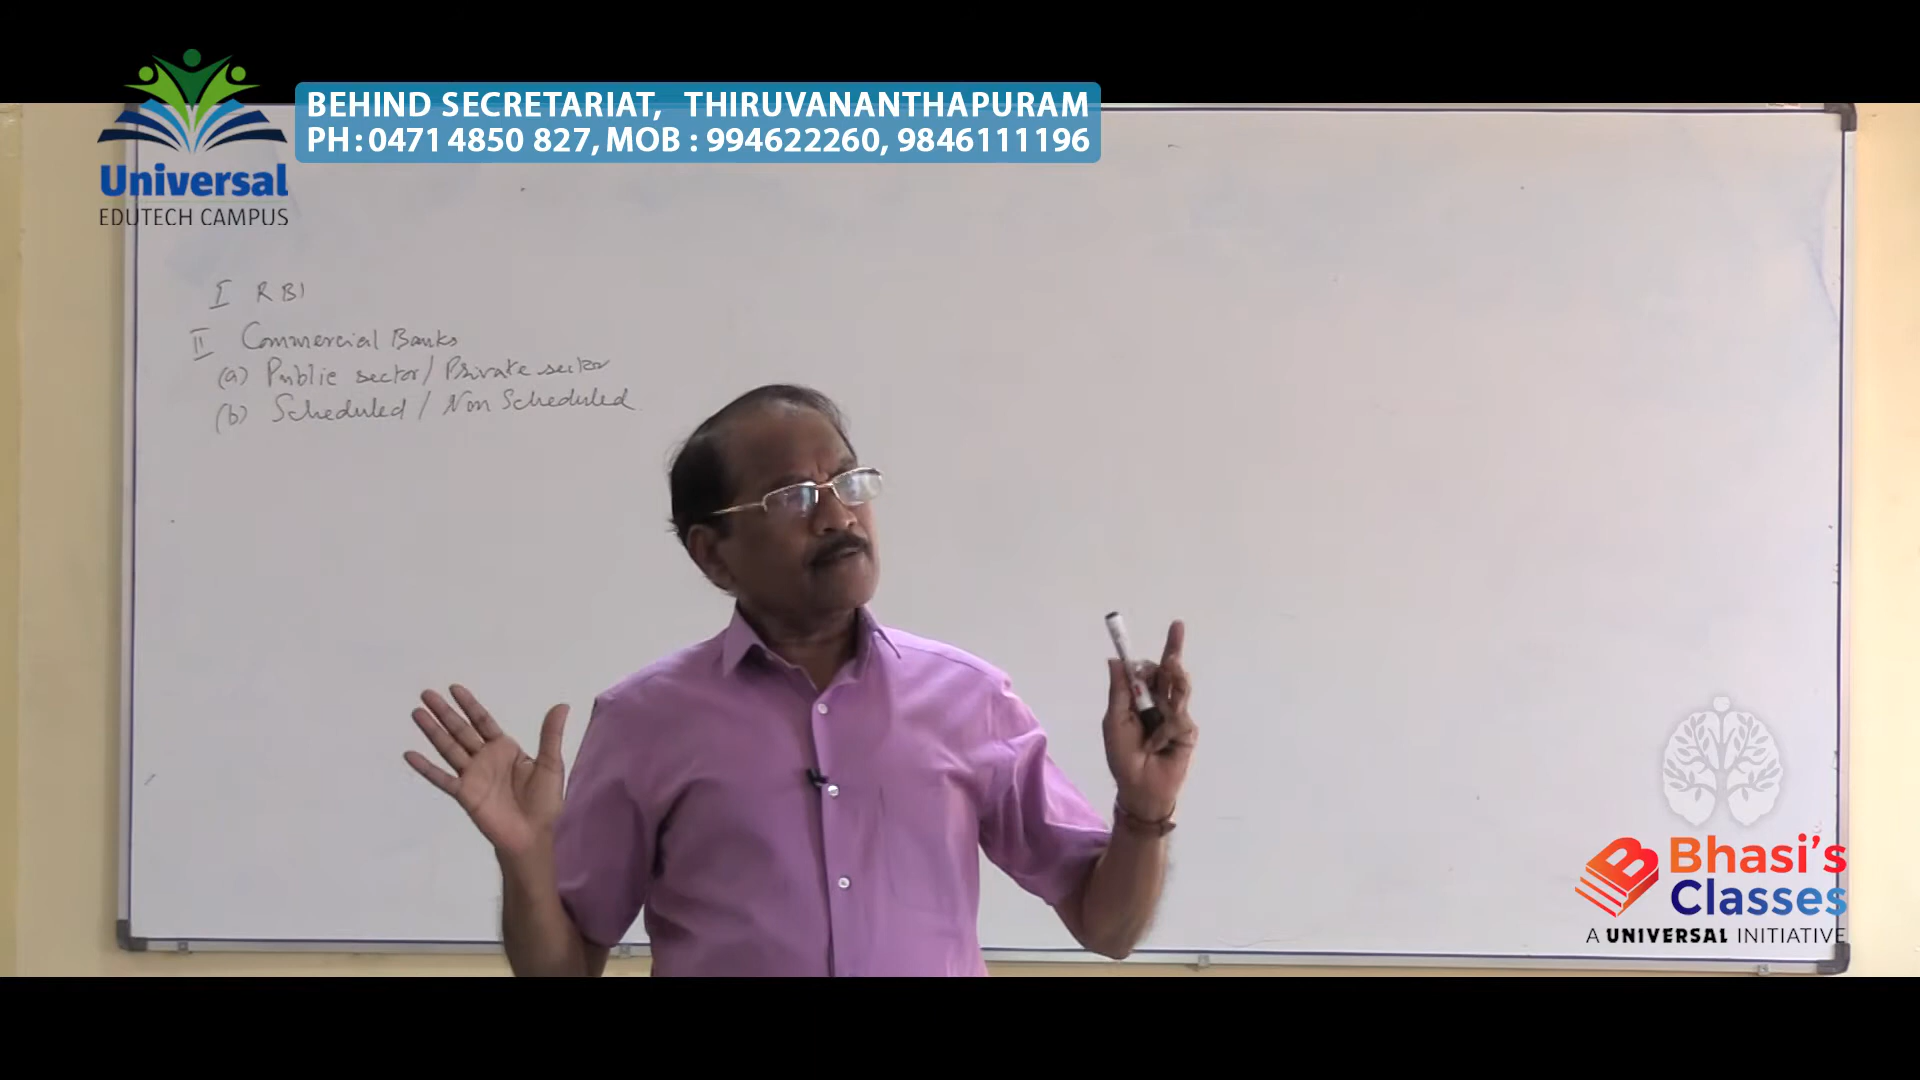 BEHIND SECRETARIAT, THIRUVANANTHAPURAM
PH : 0471 4850 827, MOB : 994622260, 9846111196
Universal
EDUTECH CAMPUS
I RBI
II Commercial Banks
(a) Public sector / Private sector
(b) Scheduled / Non Scheduled
Bhasi's
Classes
A UNIVERSAL INITIATIVE